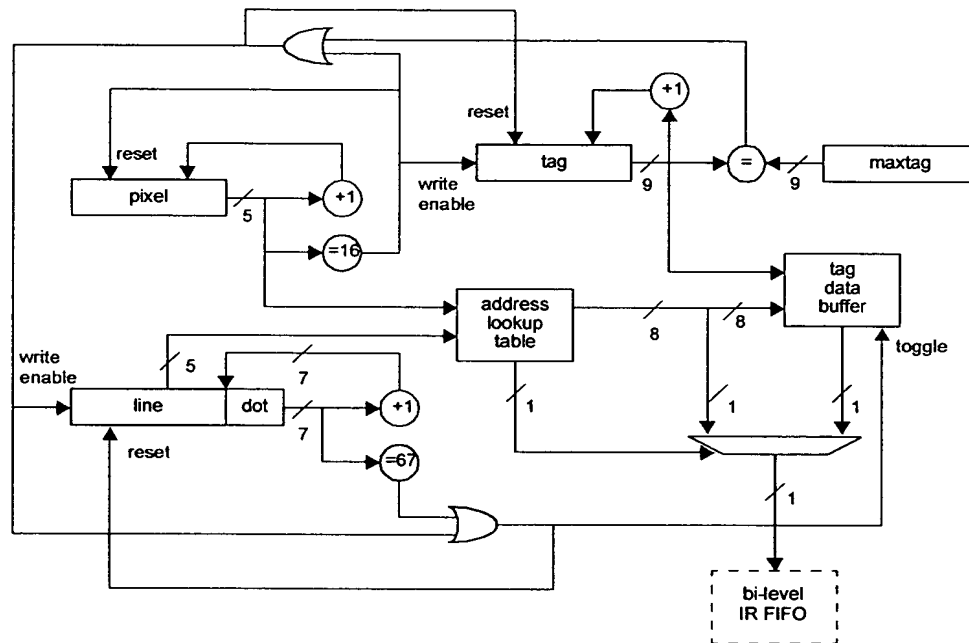 +1
reset
reset
tag
=
maxtag
9
9
write
enable
pixel
+1
5
=16
tag
data
buffer
address
lookup
table
8
8
toggle
5
7
write
enable
line
dot
+1
7
1
1
1
reset
=67
1
bi-level
IR FIFO